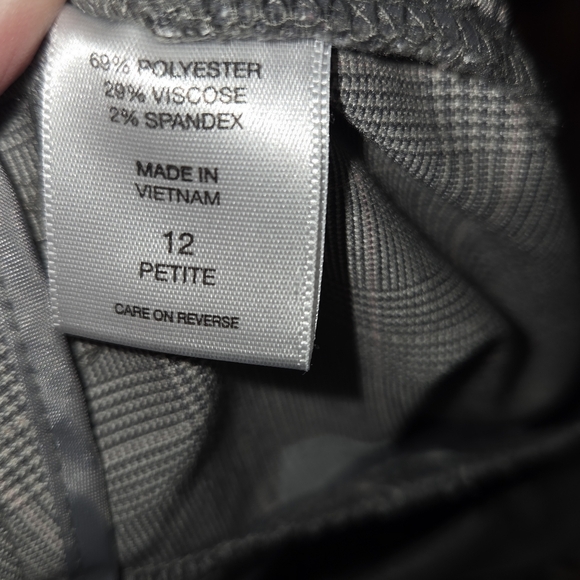 69% POLYESTER
29% VISCOSE
2% SPANDEX
MADE IN
VIETNAM
12
PETITE
CARE ON REVERSE